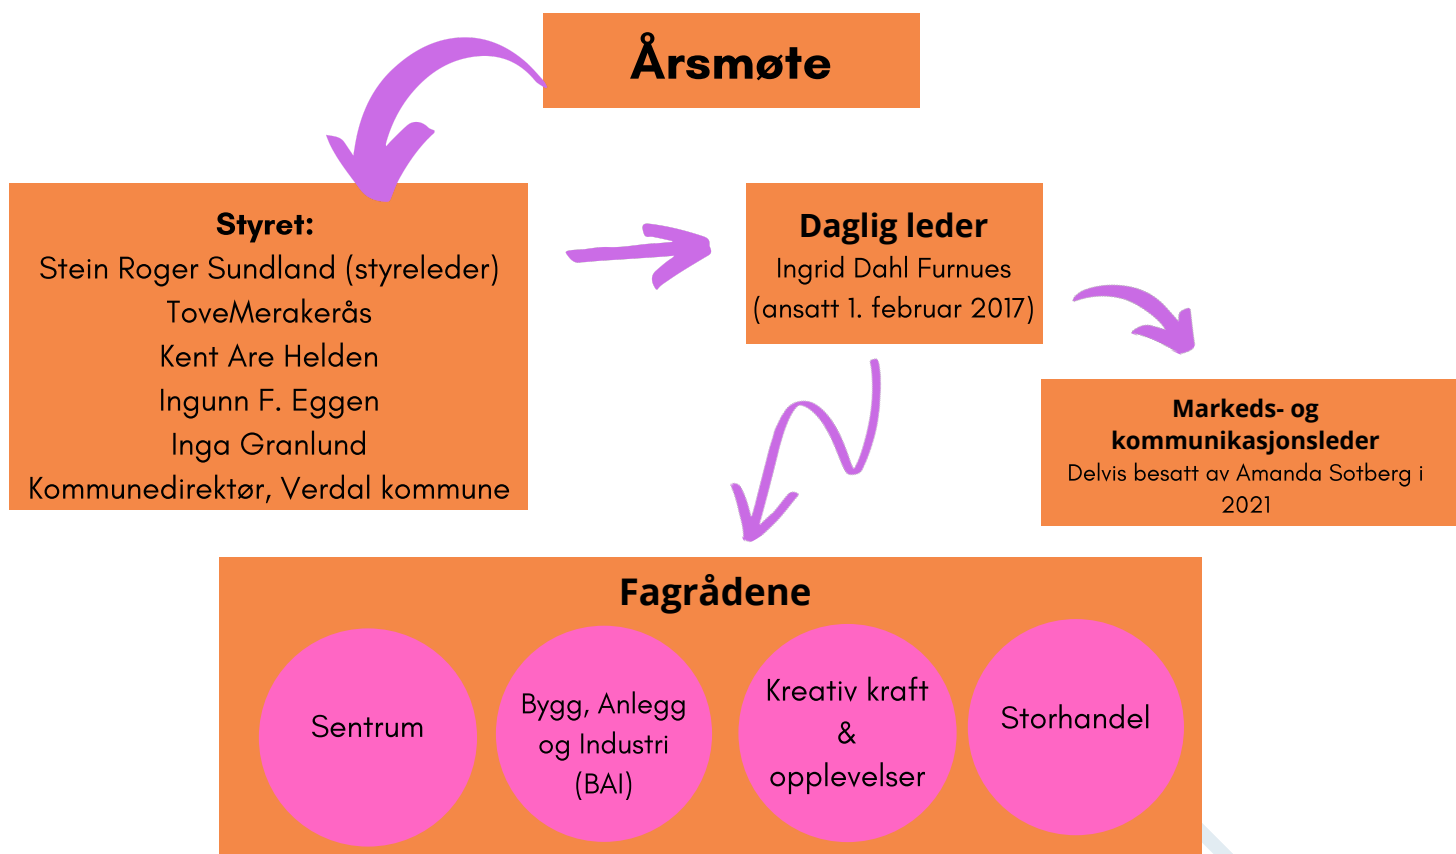 Årsmøte
Styret:
Stein Roger Sundland (styreleder)
ToveMerakerås
Kent Are Helden
Ingunn F. Eggen
Inga Granlund
Kommunedirektør, Verdal kommune
Daglig leder
Ingrid Dahl Furnues
(ansatt 1. februar 2017)
Markeds- og
kommunikasjonsleder
Delvis besatt av Amanda Sotberg i
2021
Fagrådene
Sentrum
Bygg, Anlegg
og Industri
(BAI)
Kreativ kraft
&
opplevelser
Storhandel